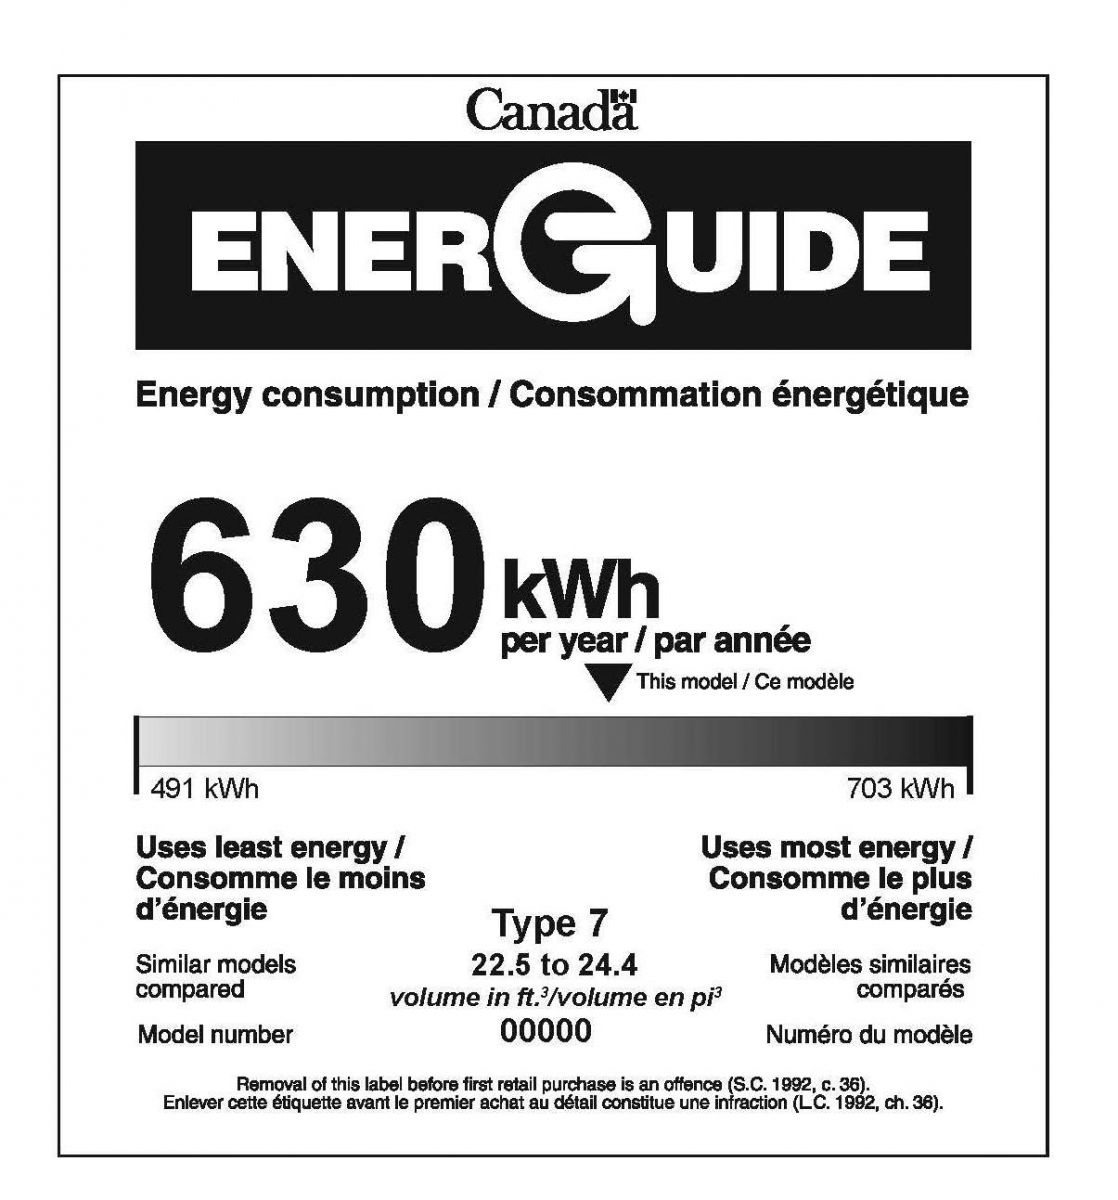 Canada
ENERGUIDE
Energy consumption / Consommation énergétique
630 kWh
per year / par année
This model / Ce modèle
491 kWh 703 kWh
Uses least energy /
Consomme le moins
d’énergie
Uses most energy /
Consomme le plus
d’énergie
Type 7
Similar models
compared
22.5 to 24.4
volume in ft.³/volume en pi³
Modèles similaires
comparés
Model number 00000 Numéro du modèle
Removal of this label before first retail purchase is an offence (S.C. 1992, c. 36).
Enlever cette étiquette avant le premier achat au détail constitue une infraction (L.C. 1992, ch. 36).